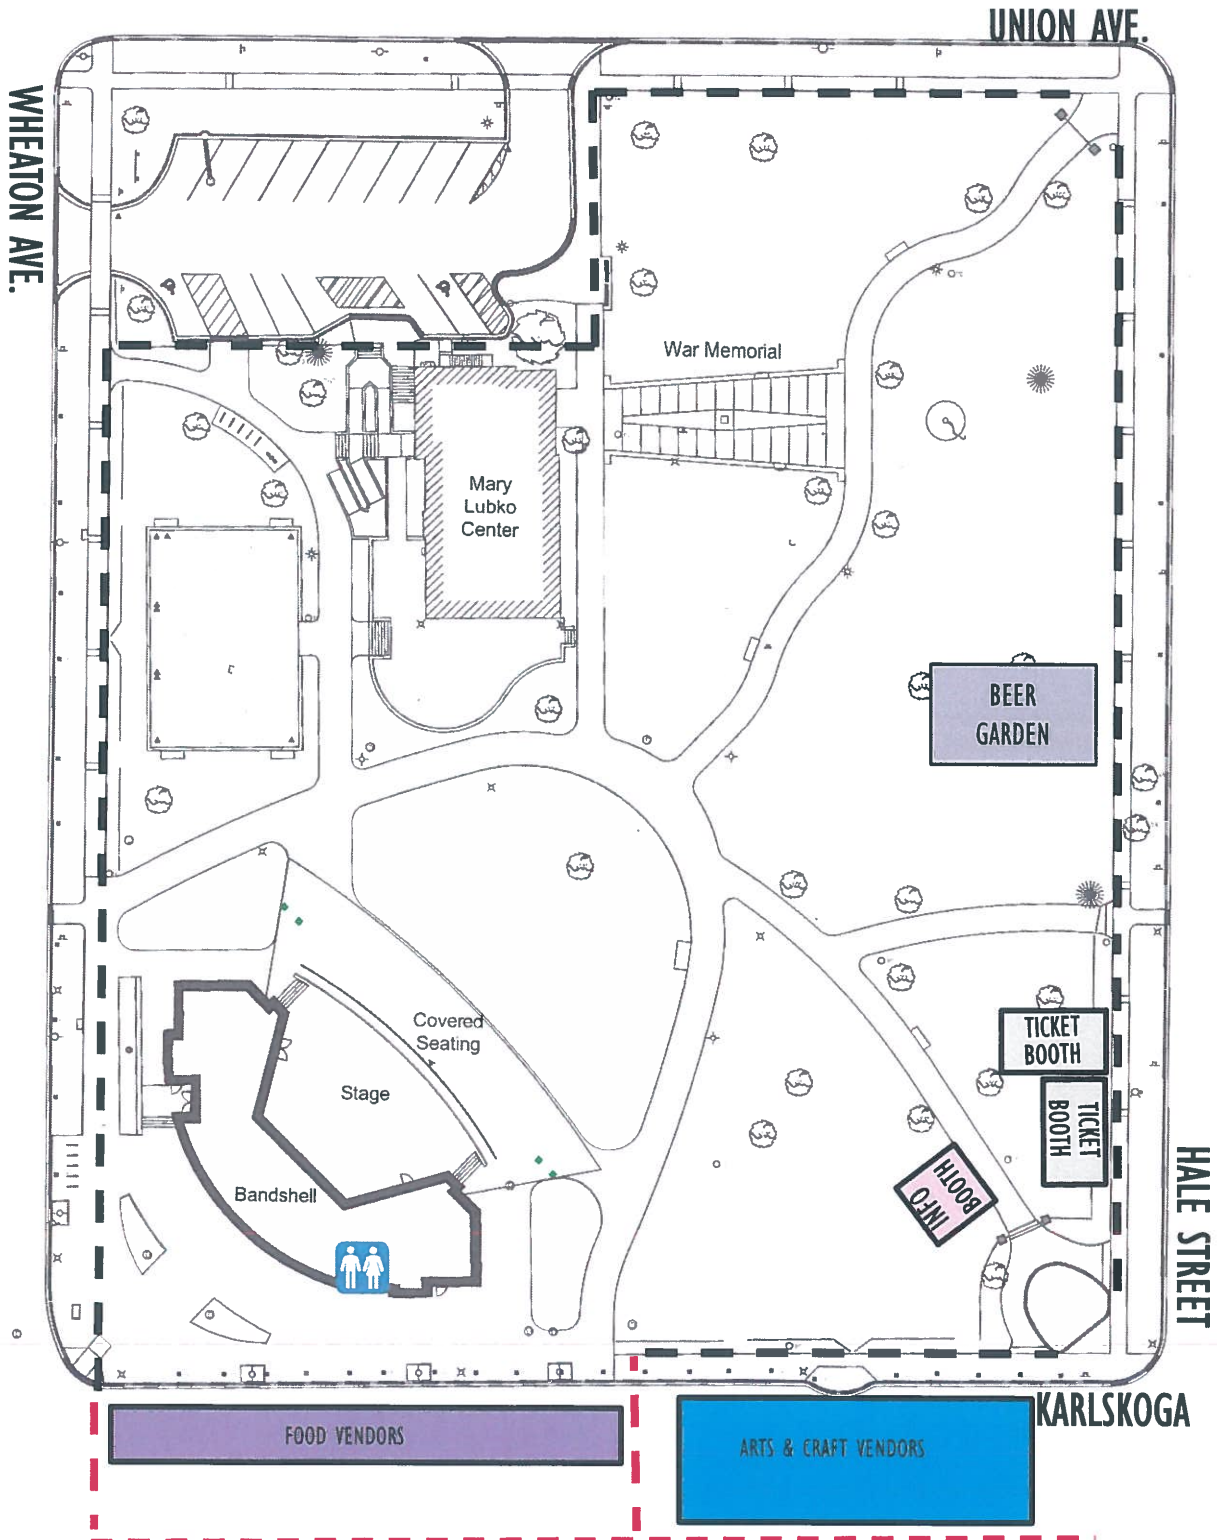 UNION AVE.
WHEATON AVE.
War Memorial
Mary
Lubko
Center
BEER
GARDEN
TICKET
BOOTH
TICKET
BOOTH
Covered
Seating
Stage
INFO
BOOTH
Bandshell
HALE STREET
KARLSKOGA
FOOD VENDORS
ARTS & CRAFT VENDORS